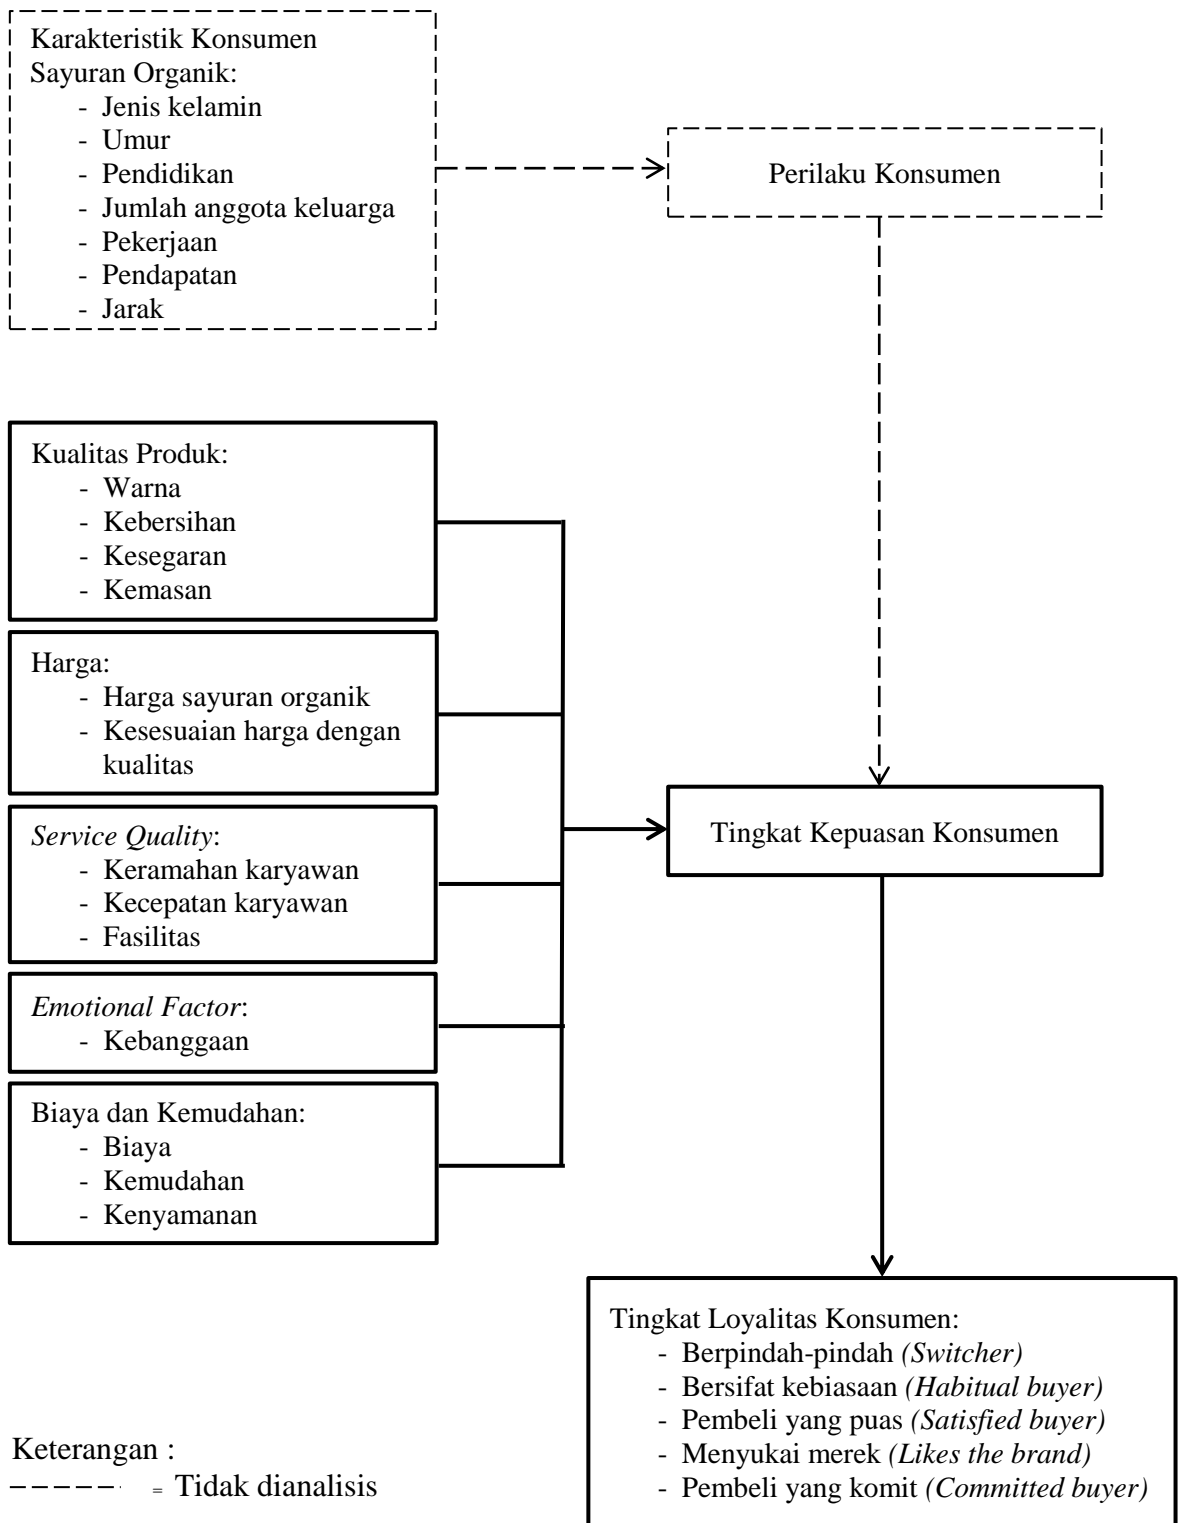 Karakteristik Konsumen
Sayuran Organik:
- Jenis kelamin
- Umur
- Pendidikan
- Jumlah anggota keluarga
- Pekerjaan
- Pendapatan
- Jarak
Perilaku Konsumen
Kualitas Produk:
- Warna
- Kebersihan
- Kesegaran
- Kemasan
Harga:
- Harga sayuran organik
- Kesesuaian harga dengan
kualitas
Service Quality:
- Keramahan karyawan
- Kecepatan karyawan
- Fasilitas
Emotional Factor:
- Kebanggaan
Biaya dan Kemudahan:
- Biaya
- Kemudahan
- Kenyamanan
Tingkat Kepuasan Konsumen
Tingkat Loyalitas Konsumen:
- Berpindah-pindah (Switcher)
- Bersifat kebiasaan (Habitual buyer)
- Pembeli yang puas (Satisfied buyer)
- Menyukai merek (Likes the brand)
- Pembeli yang komit (Committed buyer)
Keterangan :
= Tidak dianalisis